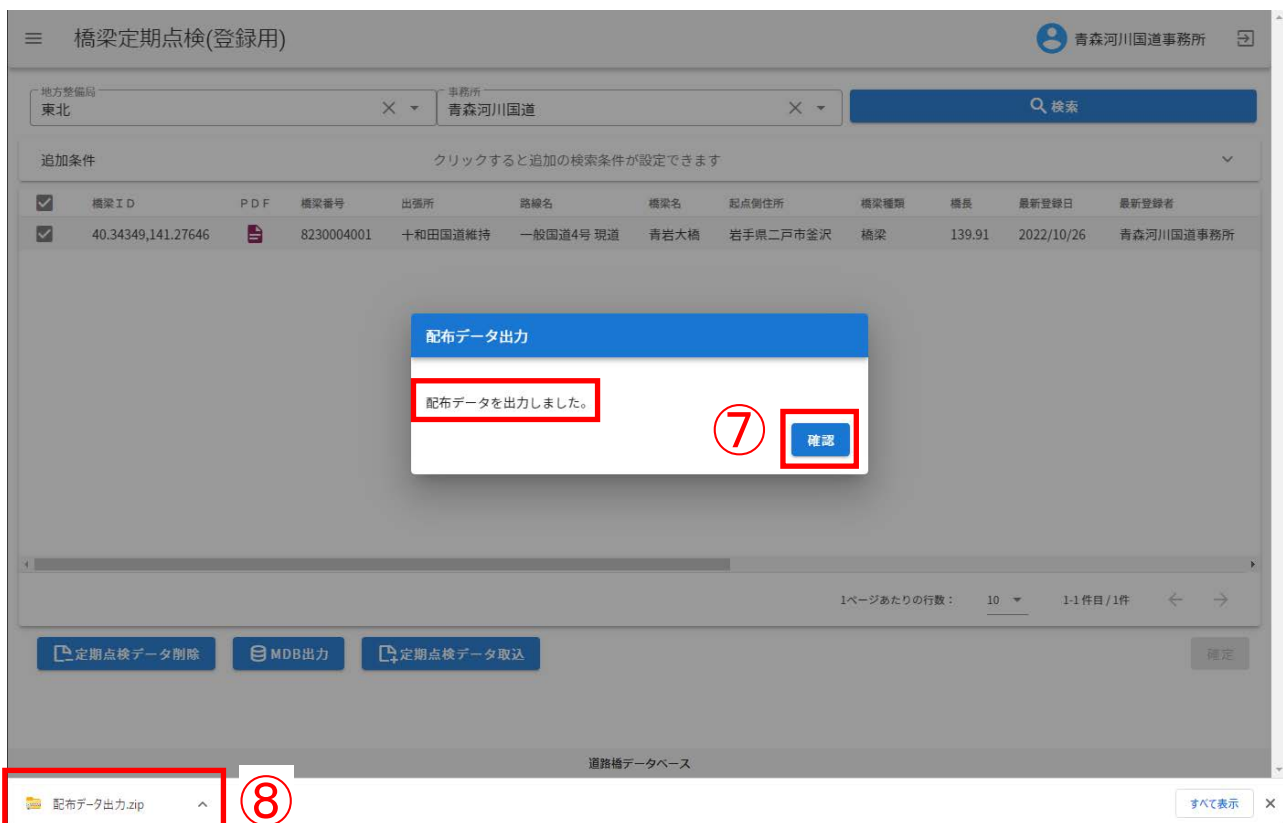 橋梁定期点検(登録用)
青森河川国道事務所
地方整備局
東北
事務所
青森河川国道
検索
追加条件
クリックすると追加の検索条件が設定できます
橋梁ID PDF 橋梁番号 出張所 路線名 橋梁名 起点側住所 橋梁種類 橋長 最新登録日 最新登録者
40.34349,141.27646 8230004001 十和田国道維持 一般国道4号 現道 青岩大橋 岩手県二戸市釜沢 橋梁 139.91 2022/10/26 青森河川国道事務所
配布データ出力
配布データを出力しました。
⑦
確認
1ページあたりの行数: 10 1-1 件目 / 1件
定期点検データ削除 MDB出力 定期点検データ取込 確定
道路橋データベース
配布データ出力.zip
⑧
すべて表示